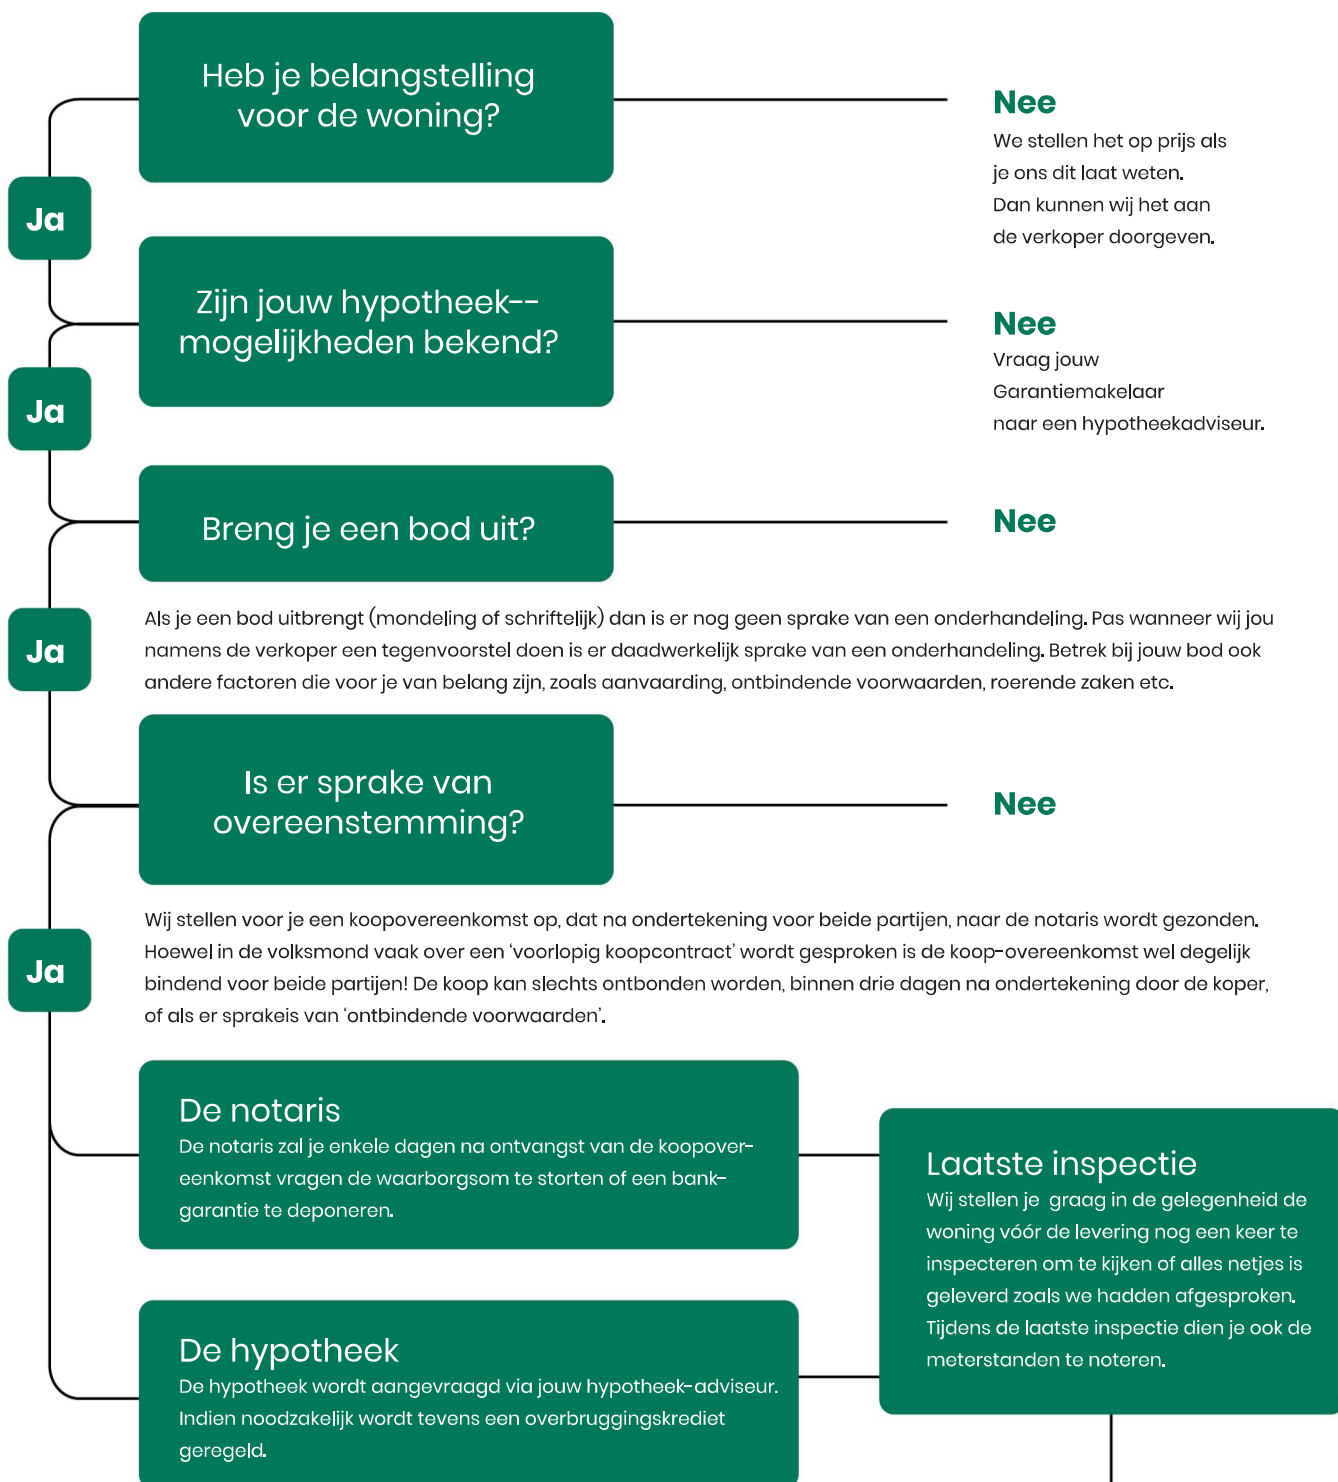 Heb je belangstelling
voor de woning?
Nee
We stellen het op prijs als
je ons dit laat weten.
Dan kunnen wij het aan
de verkoper doorgeven.
Ja
Zijn jouw hypotheek--
mogelijkheden bekend?
Nee
Vraag jouw
Garantiemakelaar
naar een hypotheekadviseur.
Ja
Breng je een bod uit?
Nee
Als je een bod uitbrengt (mondeling of schriftelijk) dan is er nog geen sprake van een onderhandeling. Pas wanneer wij jou
namens de verkoper een tegenvoorstel doen is er daadwerkelijk sprake van een onderhandeling. Betrek bij jouw bod ook
andere factoren die voor je van belang zijn, zoals aanvaarding, ontbindende voorwaarden, roerende zaken etc.
Ja
Is er sprake van
overeenstemming?
Nee
Wij stellen voor je een koopovereenkomst op, dat na ondertekening voor beide partijen, naar de notaris wordt gezonden.
Hoewel in de volksmond vaak over een ‘voorlopig koopcontract’ wordt gesproken is de koop-overeenkomst wel degelijk
bindend voor beide partijen! De koop kan slechts ontbonden worden, binnen drie dagen na ondertekening door de koper,
of als er sprakeis van ‘ontbindende voorwaarden’.
Ja
De notaris
De notaris zal je enkele dagen na ontvangst van de koopover-
eenkomst vragen de waarborgsom te storten of een bank-
garantie te deponeren.
Laatste inspectie
Wij stellen je graag in de gelegenheid de
woning vóór de levering nog een keer te
inspecteren om te kijken of alles netjes is
geleverd zoals we hadden afgesproken.
Tijdens de laatste inspectie dien je ook de
meterstanden te noteren.
De hypotheek
De hypotheek wordt aangevraagd via jouw hypotheek-adviseur.
Indien noodzakelijk wordt tevens een overbruggingskrediet
geregeld.